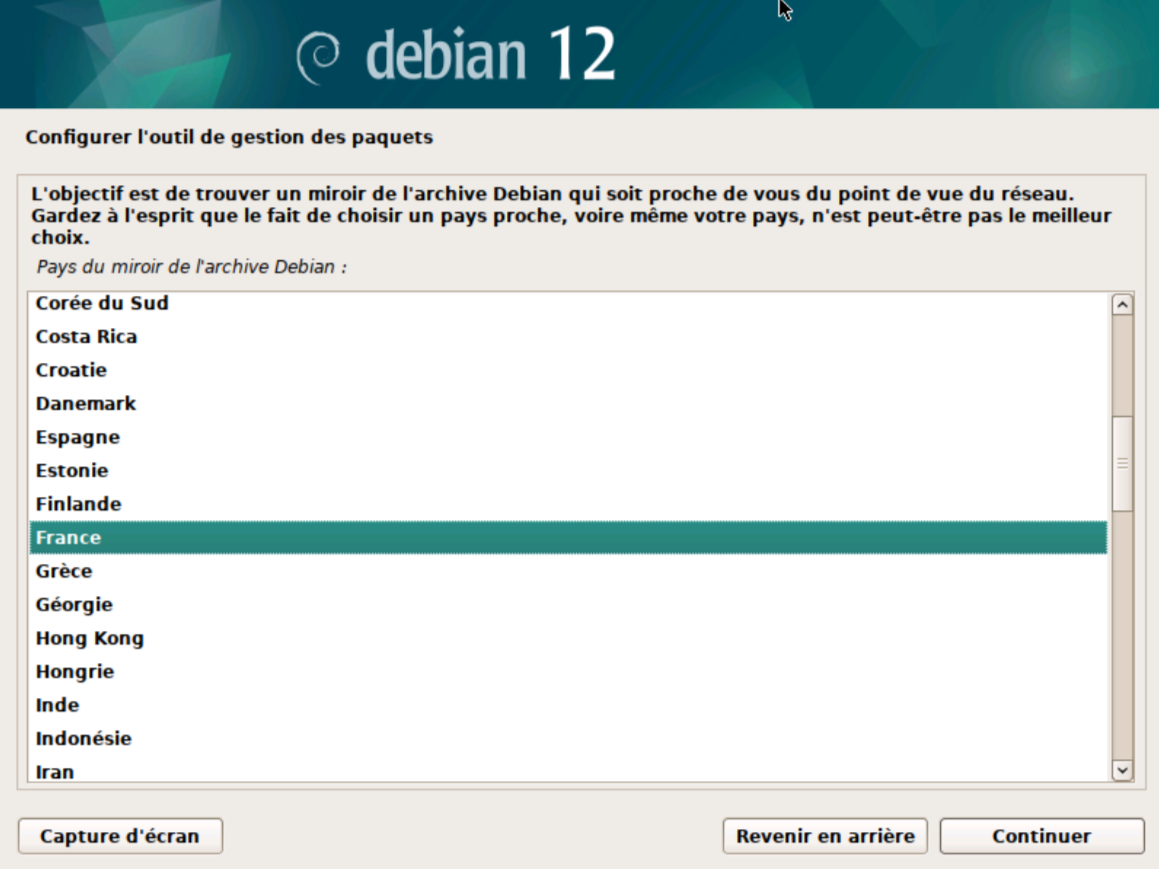 debian 12
Configurer l'outil de gestion des paquets
L'objectif est de trouver un miroir de l'archive Debian qui soit proche de vous du point de vue du réseau.
Gardez à l'esprit que le fait de choisir un pays proche, voire même votre pays, n'est peut-être pas le meilleur
choix.
Pays du miroir de l'archive Debian :
Corée du Sud
Costa Rica
Croatie
Danemark
Espagne
Estonie
Finlande
France
Grèce
Géorgie
Hong Kong
Hongrie
Inde
Indonésie
Iran
Capture d'écran
Revenir en arrière
Continuer